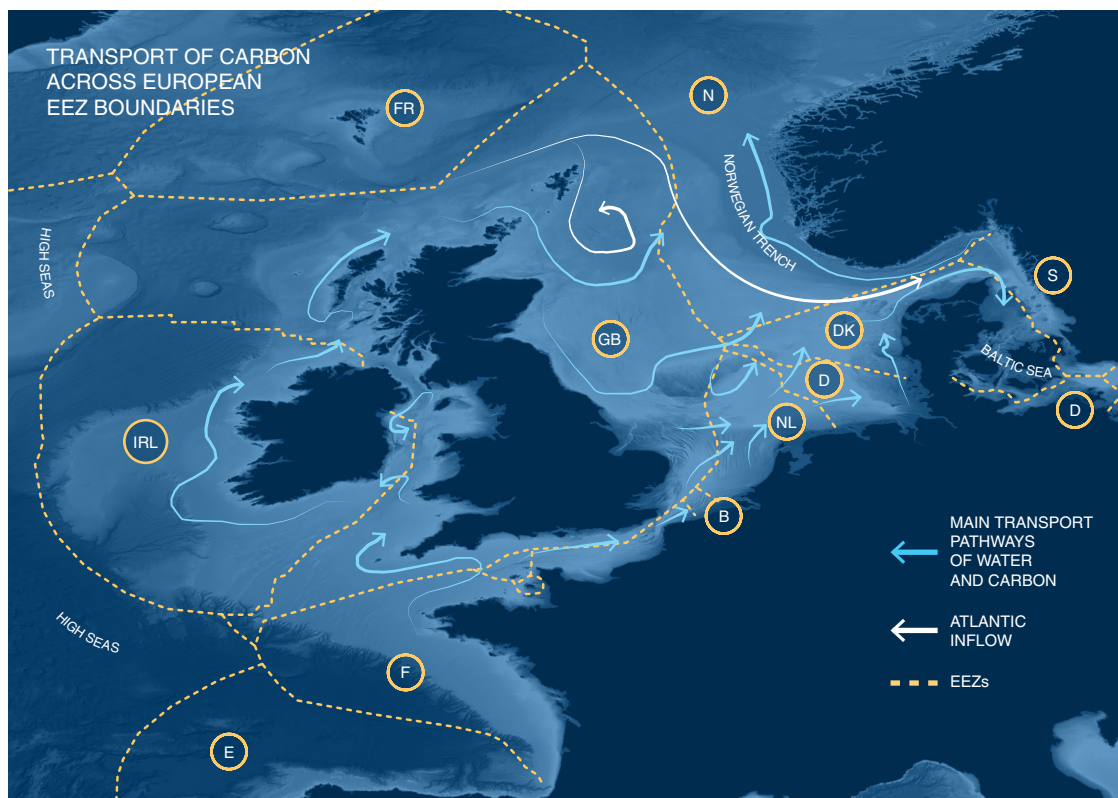 TRANSPORT OF CARBON
ACROSS EUROPEAN
EEZ BOUNDARIES
FR
N
NORWEGIAN TRENCH
HIGH SEAS
S
GB
DK
BALTIC SEA
D
D
IRL
NL
B
MAIN TRANSPORT
PATHWAYS
OF WATER
AND CARBON
HIGH SEAS
ATLANTIC
INFLOW
F
EEZs
E